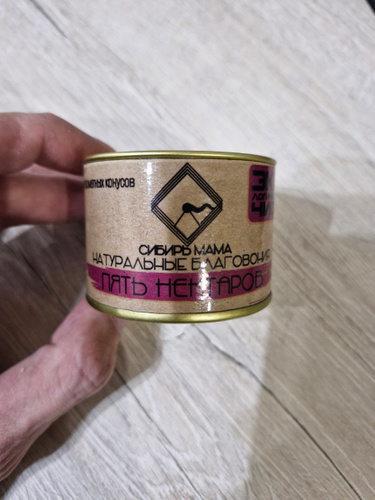 КОНУСОВ
СИБИРЬ МАМА
НАТУРАЛЬНЫЕ БЛАГОВОНИЯ
ПЯТЬ НЕКТАРОВ